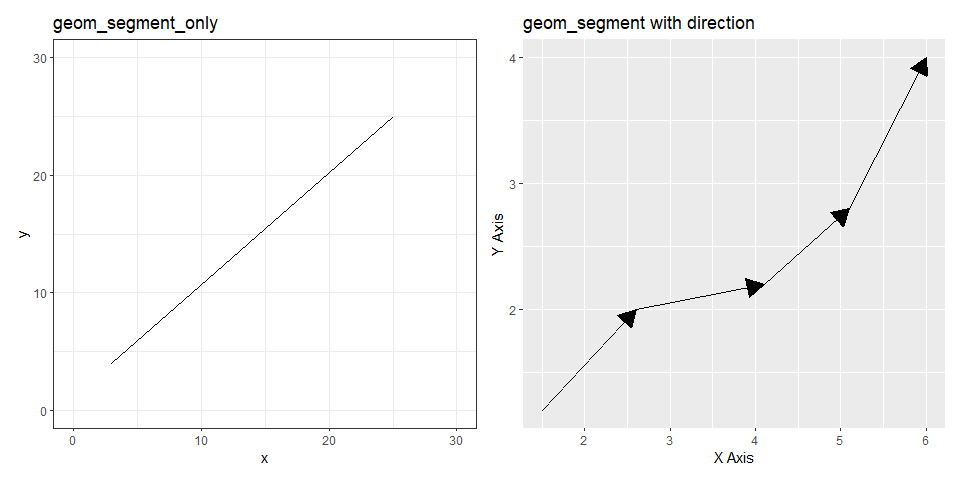 geom_segment_only
30
20
10
0
0 10 20 30
x
y
geom_segment with direction
4
3
2
2 3 4 5 6
X Axis
Y Axis